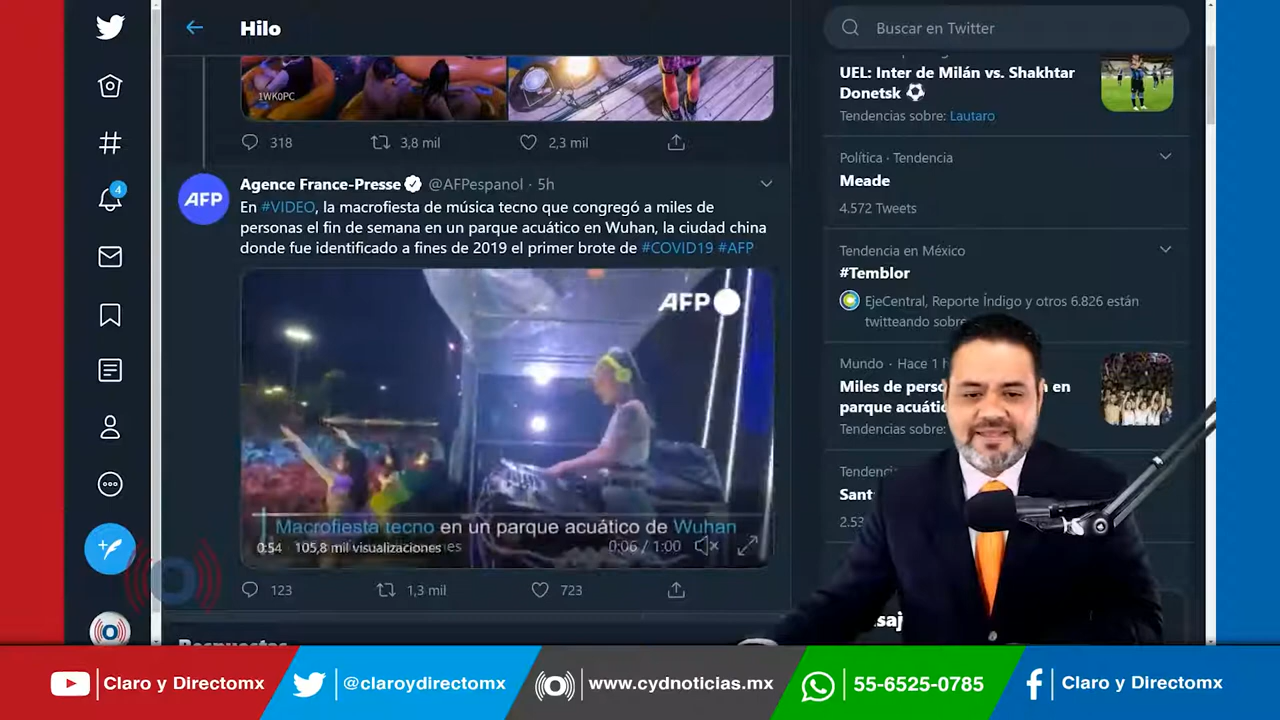 Hilo
Buscar en Twitter
1WK0PC
318
3,8 mil
2,3 mil
UEL: Inter de Milán vs. Shakhtar
Donetsk
Tendencias sobre: Lautaro
Agence France-Presse @AFPespanol · 5h
En #VIDEO, la macrofiesta de música tecno que congregó a miles de
personas el fin de semana en un parque acuático en Wuhan, la ciudad china
donde fue identificado a fines de 2019 el primer brote de #COVID19 #AFP
AFP
AFP
Macrofiesta tecno en un parque acuático de Wuhan
0:54 105,8 mil visualizaciones
0:06 / 1:00
123
1,3 mil
723
4
Política · Tendencia
Meade
4.572 Tweets
Tendencia en México
#Temblor
EjeCentral, Reporte Índigo y otros 6.826 están
twitteando sobre
Mundo · Hace 1
Miles de en
parque
Tendencias sobre:
Respuestas
Claro y Directomx
@claroydirectomx
www.cydnoticias.mx
55-6525-0785
Claro y Directomx